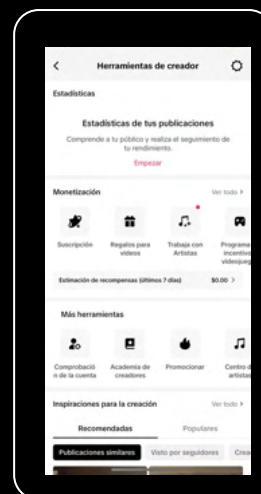 Herramientas de creador
Estadísticas
Estadísticas de tus publicaciones
Comprende a tu público y realiza el seguimiento de
tu rendimiento.
Empezar
Monetización
Ver todo >
Suscripción
Regalos para
videos
Trabaja con
Artistas
Programa
incentivo
videojueg
Estimación de recompensas (últimos 7 días)
$0.00 >
Más herramientas
Comprobació
n de la cuenta
Academia de
creadores
Promocionar
Centro d
artistas
Inspiraciones para la creación
Ver todo >
Recomendadas
Populares
Publicaciones similares
Visto por seguidores
Crea